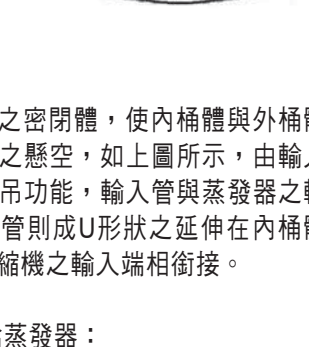 之密閉體，使內桶體與外桶
之懸空，如上圖所示，由輸
吊功能，輸入管與蒸發器之
管則成U形狀之延伸在內桶
縮機之輸入端相銜接。
蒸發器：